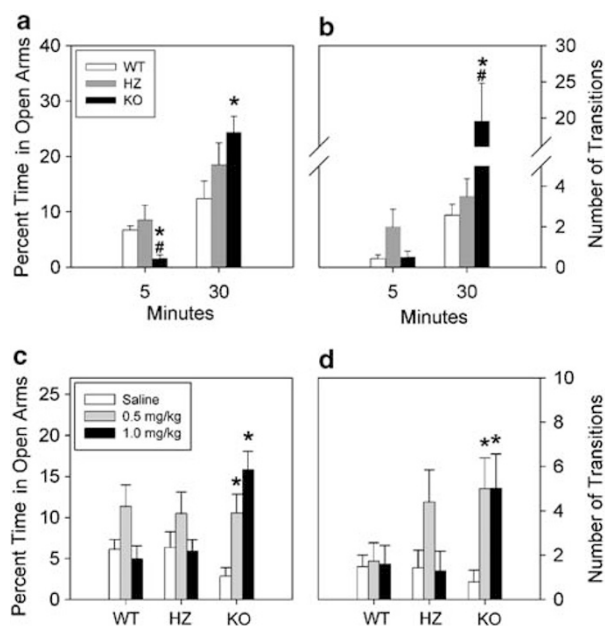 a
b
40
30
20
10
0
Percent Time in Open Arms
WT
HZ
KO
*
#
*
5
30
Minutes
*
#
30
25
20
4
2
0
Number of Transitions
5
30
Minutes
c
d
25
20
15
10
5
0
Percent Time in Open Arms
Saline
0.5 mg/kg
1.0 mg/kg
*
*
WT
HZ
KO
* *
10
8
6
4
2
0
Number of Transitions
WT
HZ
KO